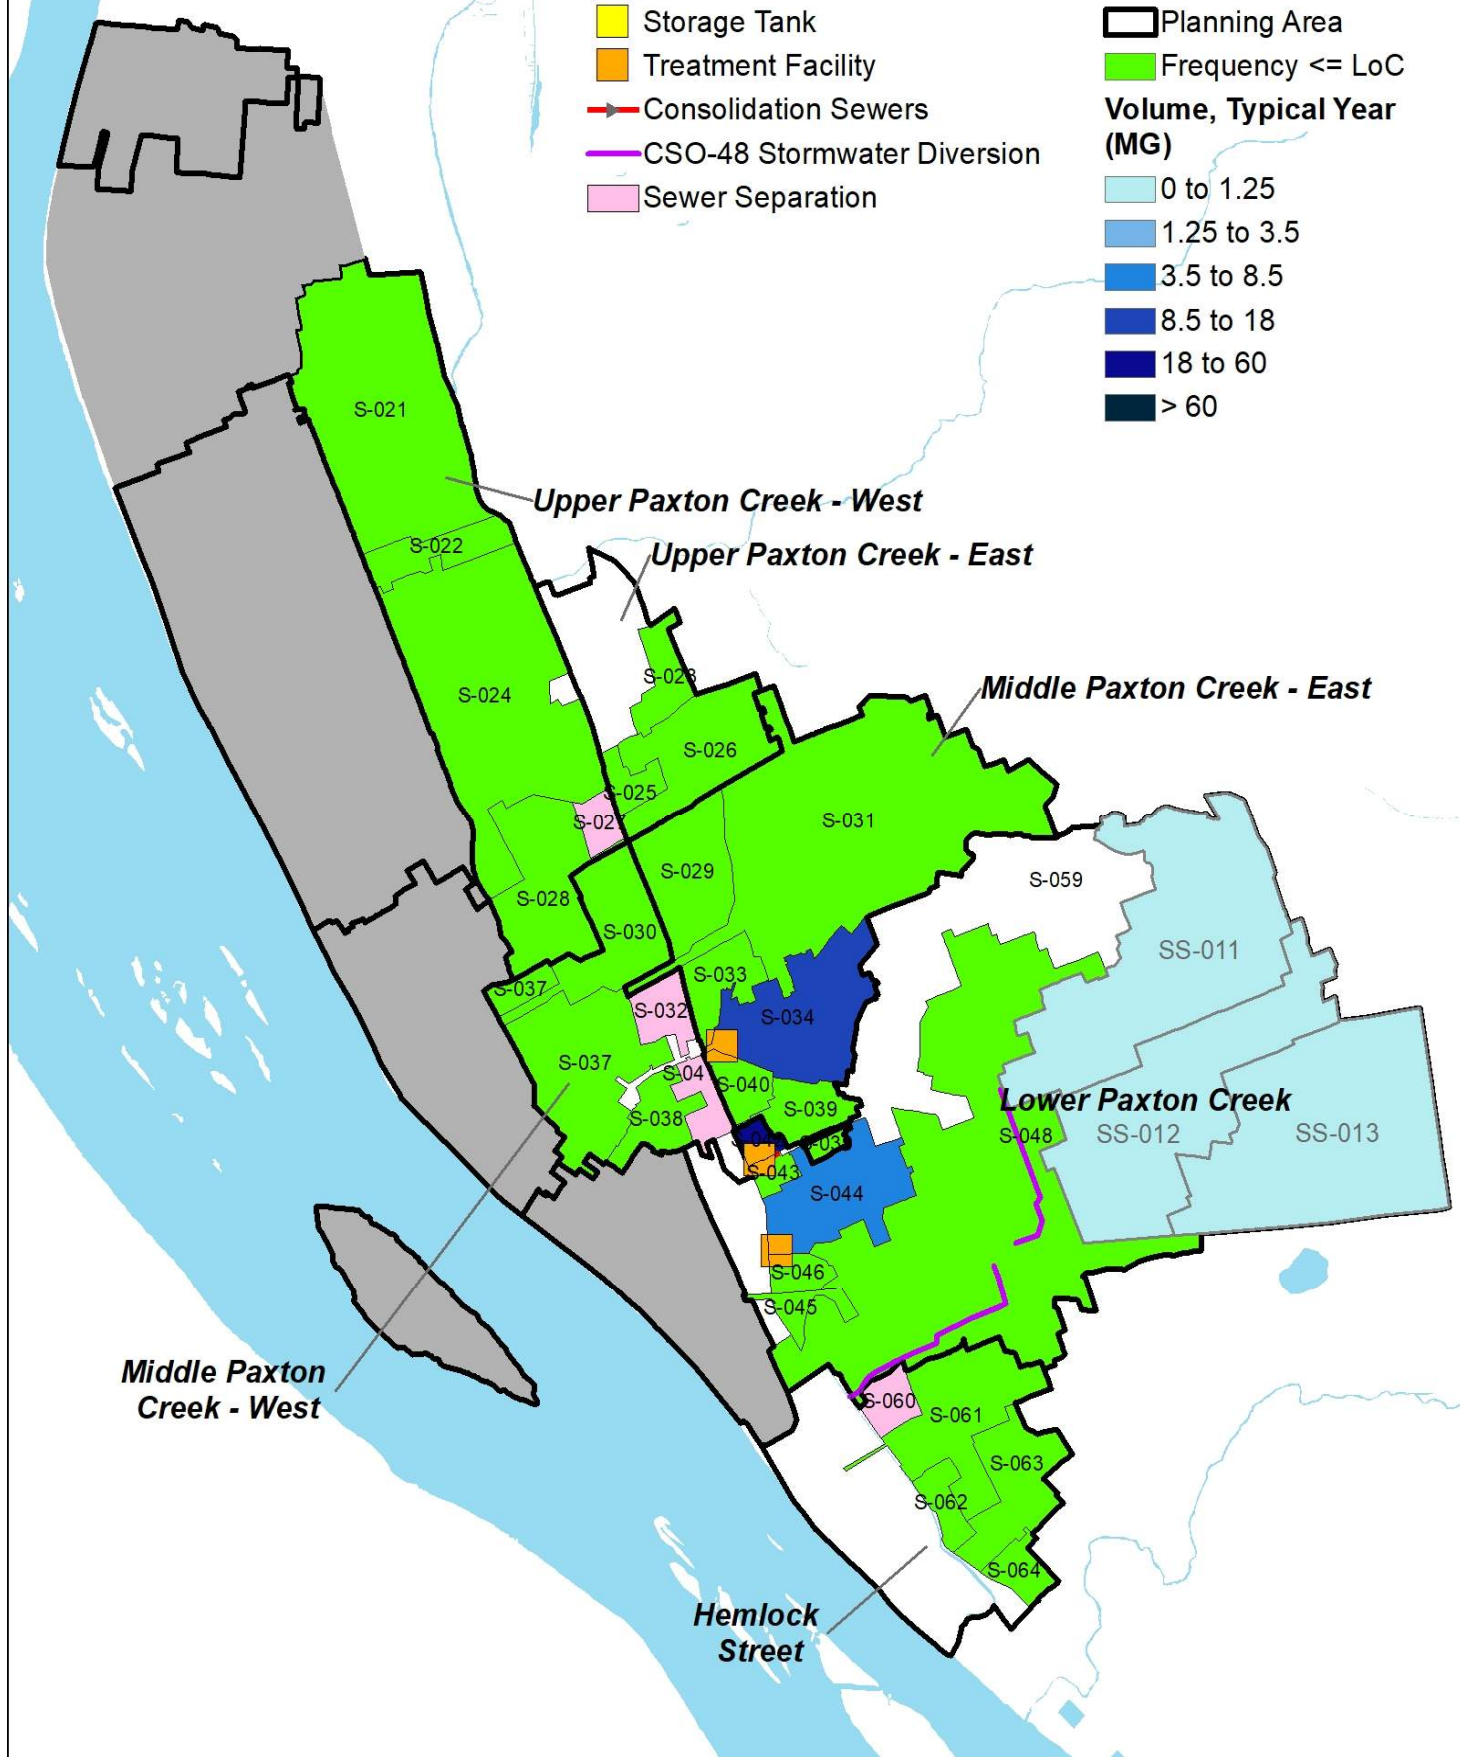 Storage Tank
Treatment Facility
Consolidation Sewers
CSO-48 Stormwater Diversion
Sewer Separation
Planning Area
Frequency <= LoC
Volume, Typical Year
(MG)
0 to 1.25
1.25 to 3.5
3.5 to 8.5
8.5 to 18
18 to 60
> 60
S-021
Upper Paxton Creek - West
S-022
Upper Paxton Creek - East
S-023
Middle Paxton Creek - East
S-024
S-026
S-025
S-027
S-031
S-029
S-059
S-028
S-030
SS-011
S-033
S-037
S-032
S-034
S-037
S-04
S-040
S-039
S-038
Lower Paxton Creek
S-048
SS-012
SS-013
S-043
S-044
S-046
S-045
Middle Paxton
Creek - West
S-060
S-061
S-063
S-062
S-064
Hemlock
Street